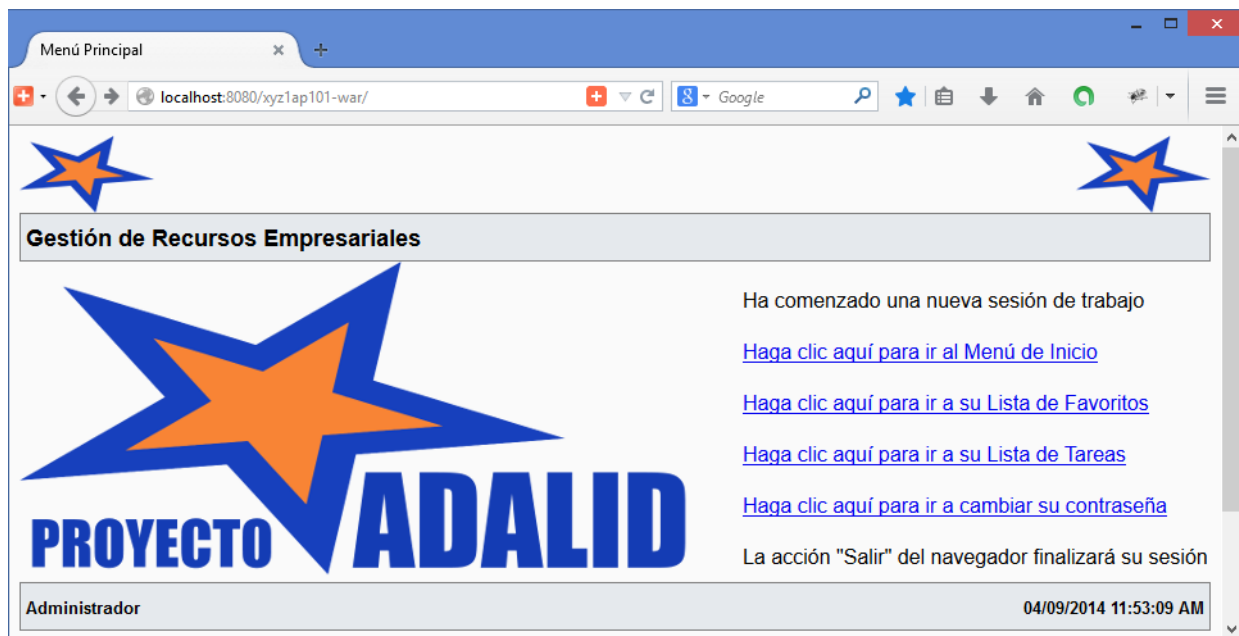 Menú Principal
localhost:8080/xyz1ap101-war/
8
Google
Gestión de Recursos Empresariales
Ha comenzado una nueva sesión de trabajo
Haga clic aquí para ir al Menú de Inicio
Haga clic aquí para ir a su Lista de Favoritos
Haga clic aquí para ir a su Lista de Tareas
Haga clic aquí para ir a cambiar su contraseña
La acción "Salir" del navegador finalizará su sesión
PROYECTO ADALID
Administrador
04/09/2014 11:53:09 AM